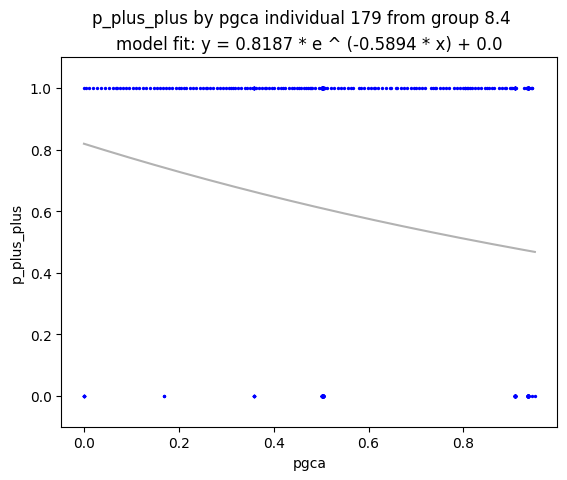 p_plus_plus by pgca individual 179 from group 8.4
model fit: y = 0.8187 * e ^ (-0.5894 * x) + 0.0
1.0
0.8
0.6
0.4
0.2
0.0
p_plus_plus
0.0 0.2 0.4 0.6 0.8
pgca